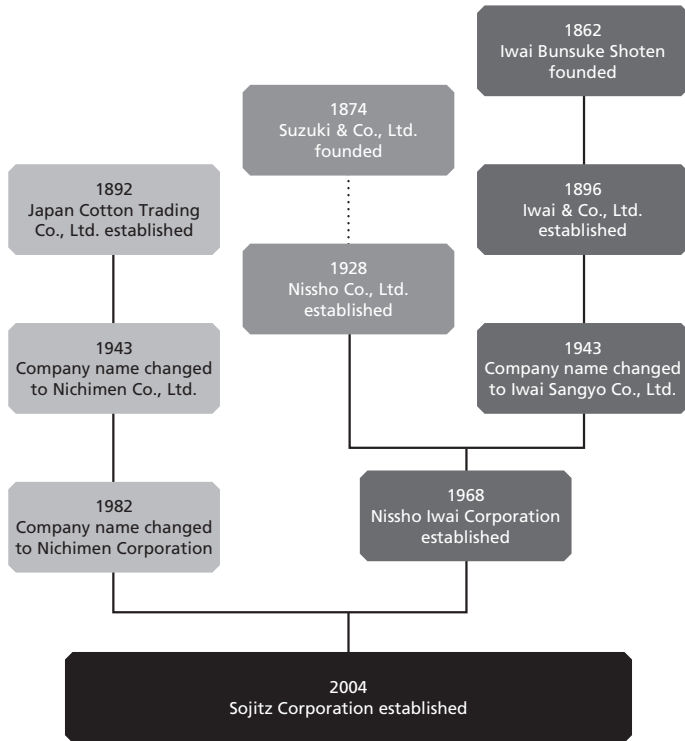 1862
Iwai Bunsuke Shoten
founded
1874
Suzuki & Co., Ltd.
founded
1892
Japan Cotton Trading
Co., Ltd. established
1896
Iwai & Co., Ltd.
established
1928
Nissho Co., Ltd.
established
1943
Company name changed
to Nichimen Co., Ltd.
1943
Company name changed
to Iwai Sangyo Co., Ltd.
1982
Company name changed
to Nichimen Corporation
1968
Nissho Iwai Corporation
established
2004
Sojitz Corporation established